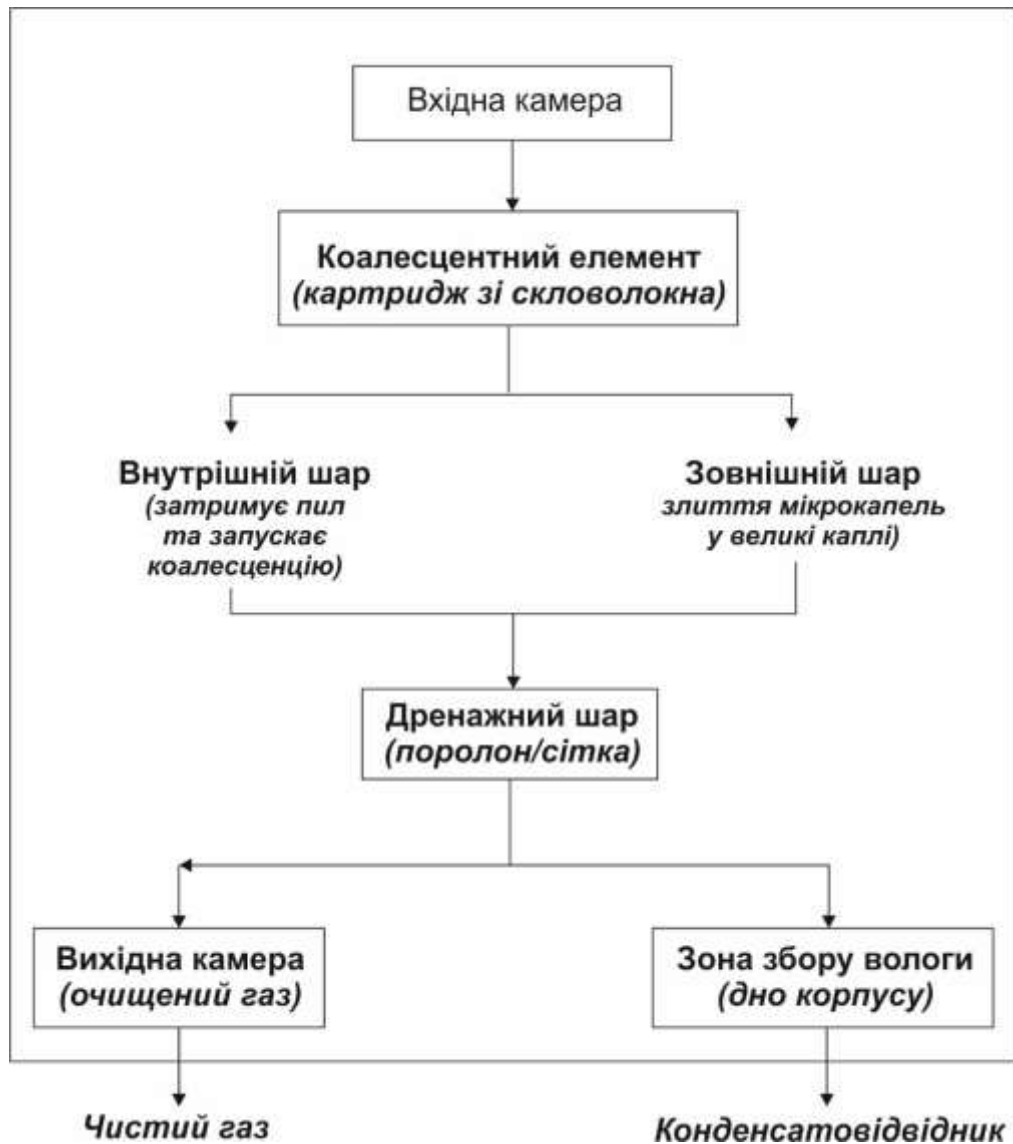 Вхідна камера
Коалесцентний елемент
(картридж зі скловолокна)
Внутрішній шар
(затримує пил
та запускає
коалесценцію)
Зовнішній шар
злиття мікрокапель
у великі каплі)
Дренажний шар
(поролон/сітка)
Вихідна камера
(очищений газ)
Зона збору вологи
(дно корпусу)
Чистий газ
Конденсатовідвідник